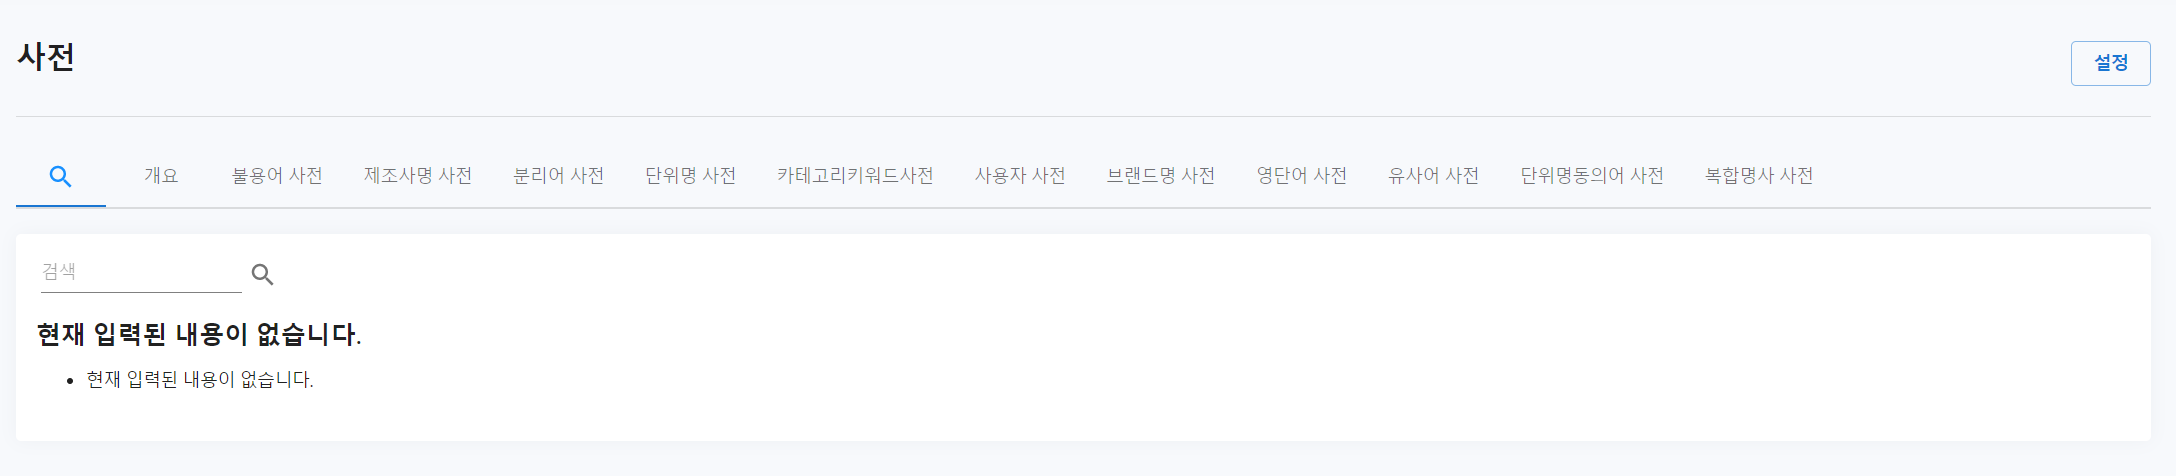 사전
설정
개요 불용어 사전 제조사명 사전 분리어 사전 단위명 사전 카테고리키워드사전 사용자 사전 브랜드명 사전 영단어 사전 유사어 사전 단위명동의어 사전 복합명사 사전
검색
현재 입력된 내용이 없습니다.
• 현재 입력된 내용이 없습니다.